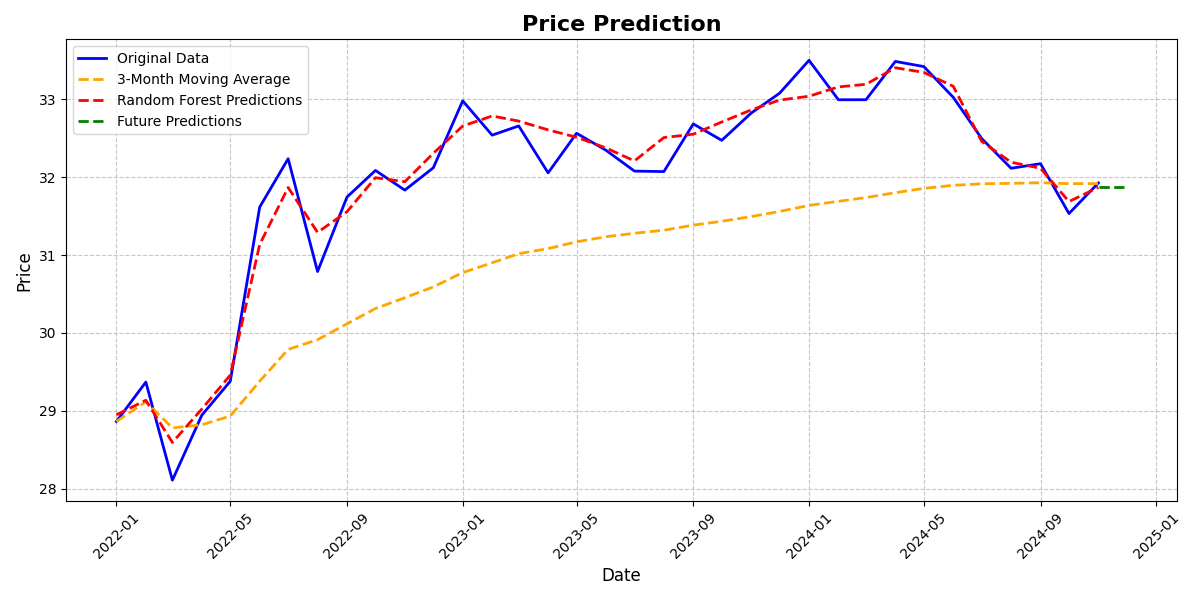 Price Prediction
Original Data
3-Month Moving Average
Random Forest Predictions
Future Predictions
Price
33
32
31
30
29
28
2022-01
2022-05
2022-09
2023-01
2023-05
2023-09
2024-01
2024-05
2024-09
2025-01
Date